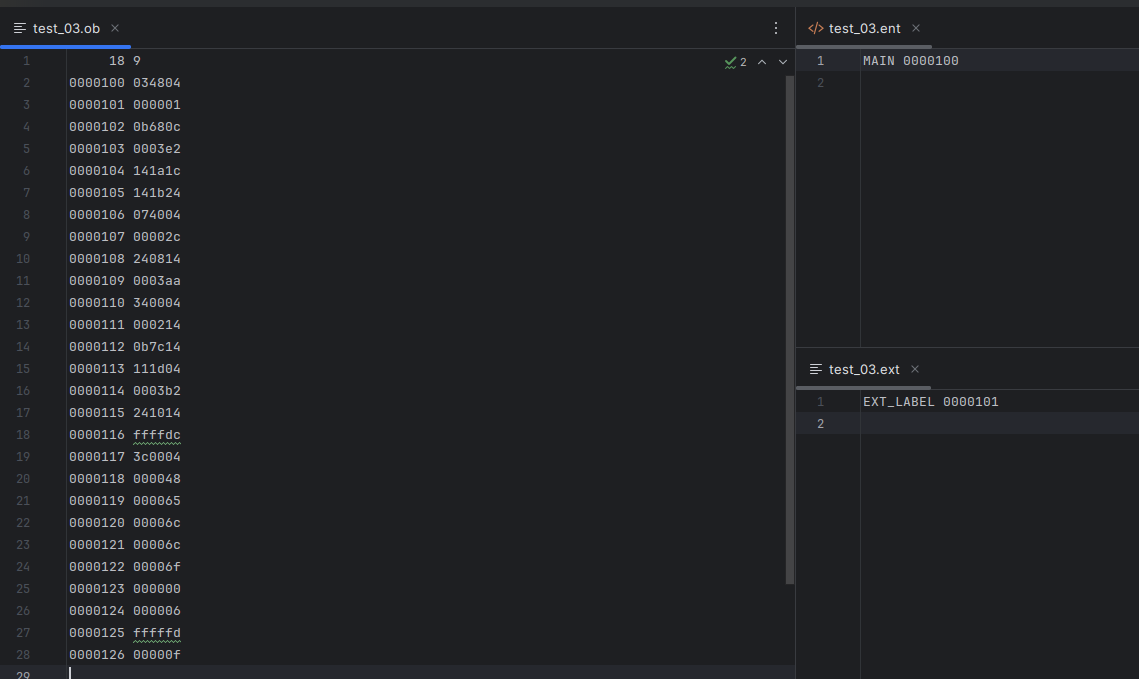 test_03.ob
1 18 9
2 0000100 034804
3 0000101 000001
4 0000102 0b680c
5 0000103 0003e2
6 0000104 141a1c
7 0000105 141b24
8 0000106 074004
9 0000107 00002c
10 0000108 240814
11 0000109 0003aa
12 0000110 340004
13 0000111 000214
14 0000112 0b7c14
15 0000113 111d04
16 0000114 0003b2
17 0000115 241014
18 0000116 ffffdc
19 0000117 3c0004
20 0000118 000048
21 0000119 000065
22 0000120 00006c
23 0000121 00006c
24 0000122 00006f
25 0000123 000000
26 0000124 000006
27 0000125 fffffd
28 0000126 00000f
29
2
</> test_03.ent
1 MAIN 0000100
2
test_03.ext
1 EXT_LABEL 0000101
2